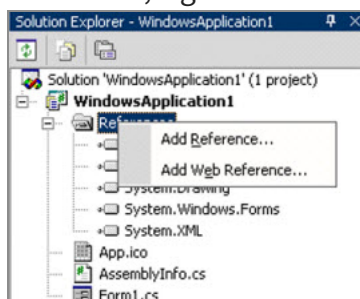 Solution Explorer - WindowsApplication1
Solution 'WindowsApplication1' (1 project)
WindowsApplication1
Add Reference...
Add Web Reference...
System.Drawing
System.Windows.Forms
System.XML
App.ico
AssemblyInfo.cs
Form1.cs